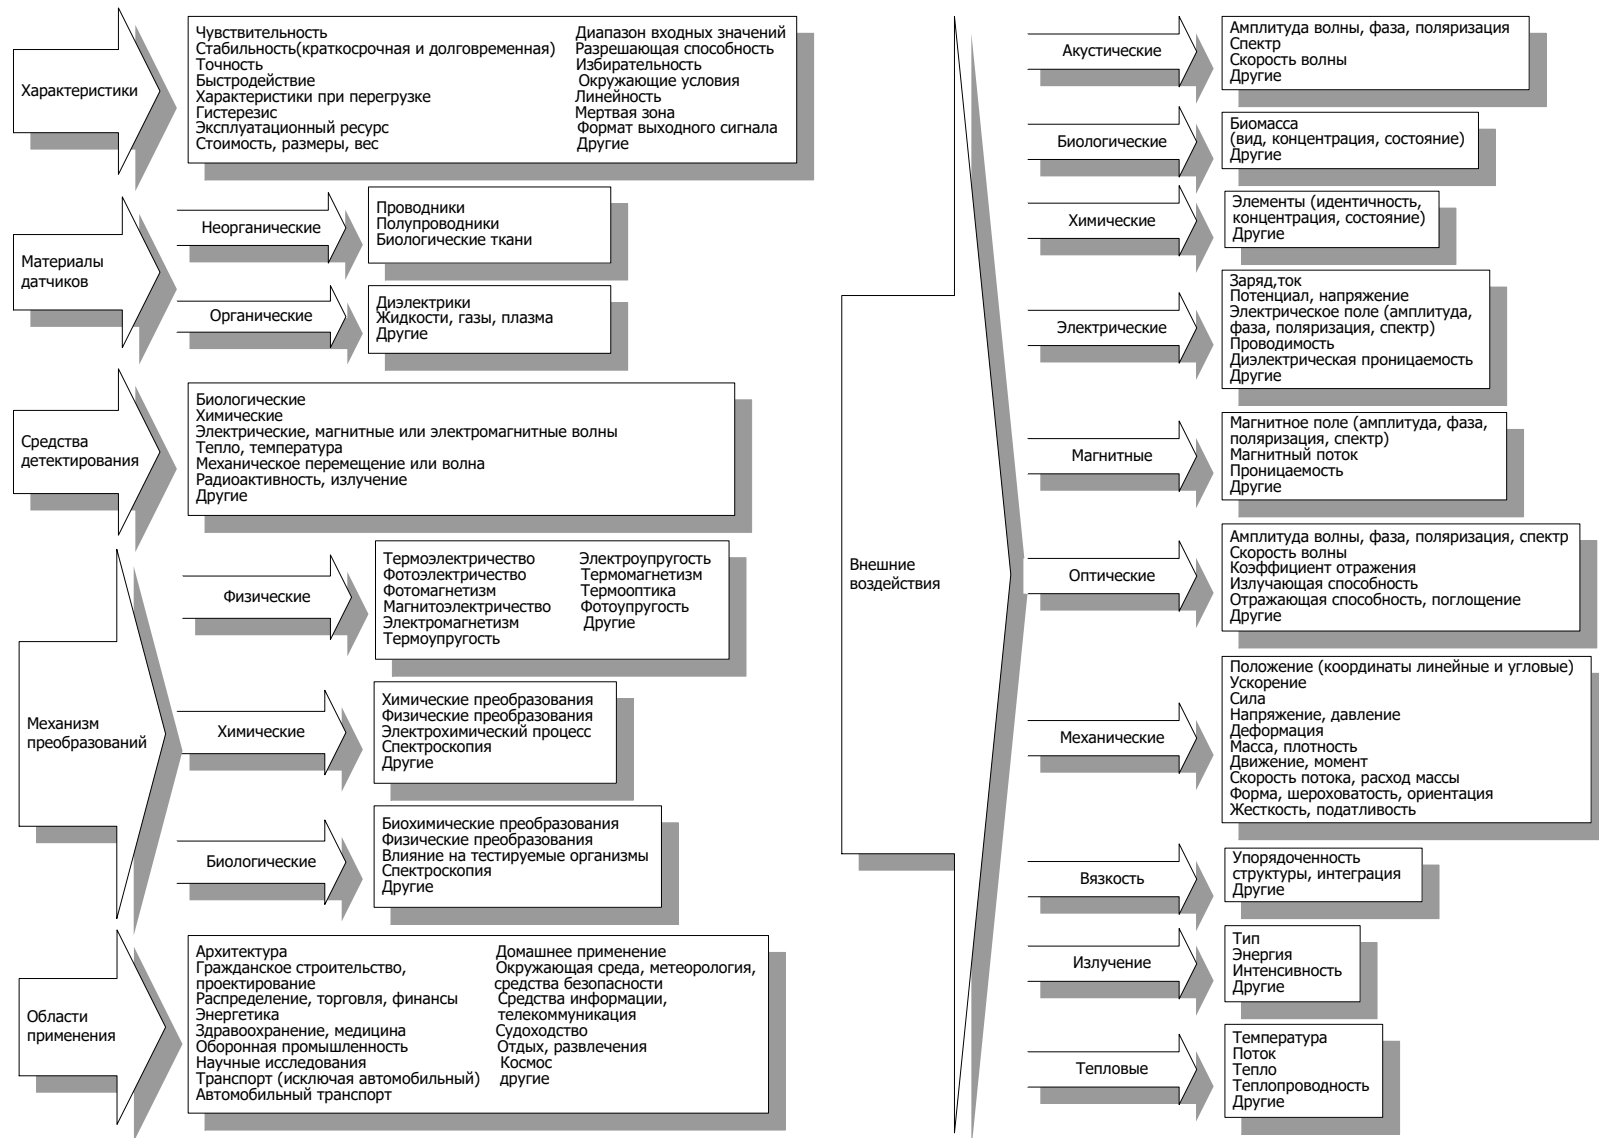 Характеристики
Чувствительность
Стабильность(краткосрочная и долговременная)
Точность
Быстродействие
Характеристики при перегрузке
Гистерезис
Эксплуатационный ресурс
Стоимость, размеры, вес
Диапазон входных значений
Разрешающая способность
Избирательность
Окружающие условия
Линейность
Мертвая зона
Формат выходного сигнала
Другие
Материалы
датчиков
Неорганические
Проводники
Полупроводники
Биологические ткани
Органические
Диэлектрики
Жидкости, газы, плазма
Другие
Средства
детектирования
Биологические
Химические
Электрические, магнитные или электромагнитные волны
Тепло, температура
Механическое перемещение или волна
Радиоактивность, излучение
Другие
Механизм
преобразований
Физические
Термоэлектричество
Фотоэлектричество
Фотомагнетизм
Магнитоэлектричество
Электромагнетизм
Термоупругость
Электроупругость
Термомагнетизм
Термооптика
Фотоупругость
Другие
Химические
Химические преобразования
Физические преобразования
Электрохимический процесс
Спектроскопия
Другие
Биологические
Биохимические преобразования
Физические преобразования
Влияние на тестируемые организмы
Спектроскопия
Другие
Области
применения
Архитектура
Гражданское строительство,
проектирование
Распределение, торговля, финансы
Энергетика
Здравоохранение, медицина
Оборонная промышленность
Научные исследования
Транспорт (исключая автомобильный)
Автомобильный транспорт
Домашнее применение
Окружающая среда, метеорология,
средства безопасности
Средства информации,
телекоммуникация
Судоходство
Отдых, развлечения
Космос
другие
Внешние
воздействия
Акустические
Амплитуда волны, фаза, поляризация
Спектр
Скорость волны
Другие
Биологические
Биомасса
(вид, концентрация, состояние)
Другие
Химические
Элементы (идентичность,
концентрация, состояние)
Другие
Электрические
Заряд,ток
Потенциал, напряжение
Электрическое поле (амплитуда,
фаза, поляризация, спектр)
Проводимость
Диэлектрическая проницаемость
Другие
Магнитные
Магнитное поле (амплитуда, фаза,
поляризация, спектр)
Магнитный поток
Проницаемость
Другие
Оптические
Амплитуда волны, фаза, поляризация, спектр
Скорость волны
Коэффициент отражения
Излучающая способность
Отражающая способность, поглощение
Другие
Механические
Положение (координаты линейные и угловые)
Ускорение
Сила
Напряжение, давление
Деформация
Масса, плотность
Движение, момент
Скорость потока, расход массы
Форма, шероховатость, ориентация
Жесткость, податливость
Вязкость
Упорядоченность
структуры, интеграция
Другие
Излучение
Тип
Энергия
Интенсивность
Другие
Тепловые
Температура
Поток
Тепло
Теплопроводность
Другие